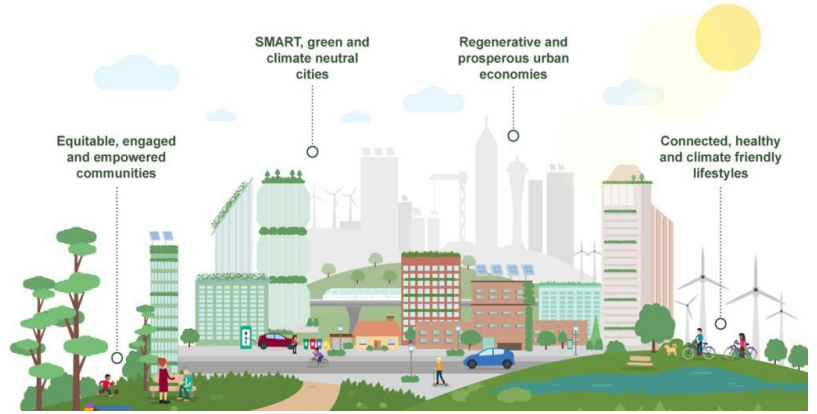 SMART, green and
climate neutral
cities
Regenerative and
prosperous urban
economies
Equitable, engaged
and empowered
communities
Connected, healthy
and climate friendly
lifestyles